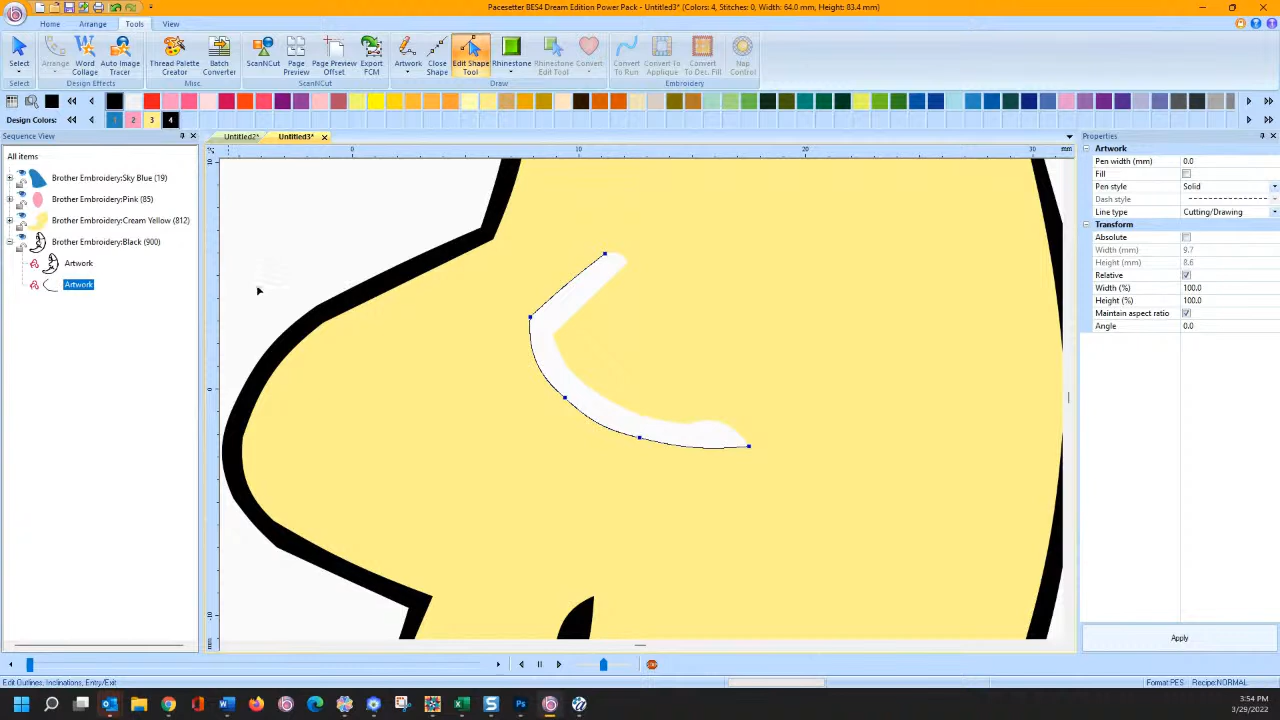 Pacesetter BES4 Dream Edition Power Pack - Untitled3* (Colors: 4, Stitches: 0, Width: 64.0 mm, Height: 83.4 mm)
Home Arrange Tools View
Select Arrange Word Collage Auto Image Tracer Thread Palette Creator Batch Converter ScanNCut Page Preview Page Preview Offset Export FCM Artwork Close Shape Edit Shape Tool Rhinestone Rhinestone Edit Tool Convert Convert To Run Convert To Applique Convert To Dec. Fill Nap Control
Select Design Effects Misc. ScanNCut Draw Embroidery
Design Colors: 1 2 3 4
Sequence View Untitled2* Untitled3* Properties
All items
Brother Embroidery:Sky Blue (19)
Brother Embroidery:Pink (85)
Brother Embroidery:Cream Yellow (812)
Brother Embroidery:Black (900)
Artwork
Artwork
0 10 20 30 mm
Artwork
Pen width (mm) 0.0
Fill
Pen style Solid
Dash style
Line type Cutting/Drawing
Transform
Absolute
Width (mm) 9.7
Height (mm) 8.6
Relative
Width (%) 100.0
Height (%) 100.0
Maintain aspect ratio
Angle 0.0
Apply
Edit Outlines, Inclinations, Entry/Exit Format:PES Recipe:NORMAL
3:54 PM
3/29/2022